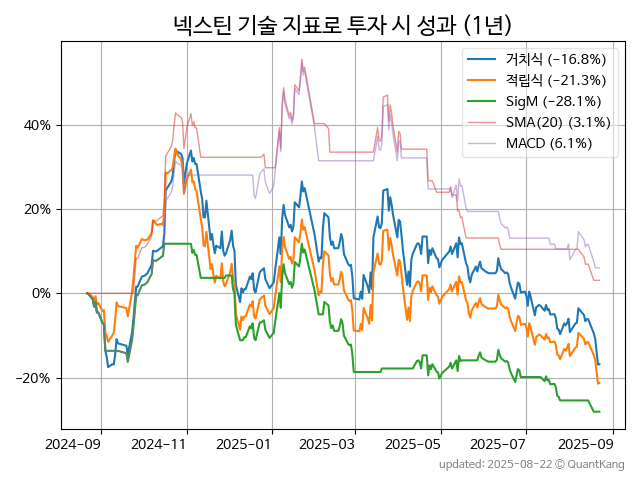 넥스틴 기술 지표로 투자 시 성과 (1년)
거치식 (−16.8%)
적립식 (−21.3%)
SigM (−28.1%)
SMA(20) (3.1%)
MACD (6.1%)
40%
20%
0%
−20%
2024-09
2024-11
2025-01
2025-03
2025-05
2025-07
2025-09
updated: 2025-08-22 ⓒ QuantKang